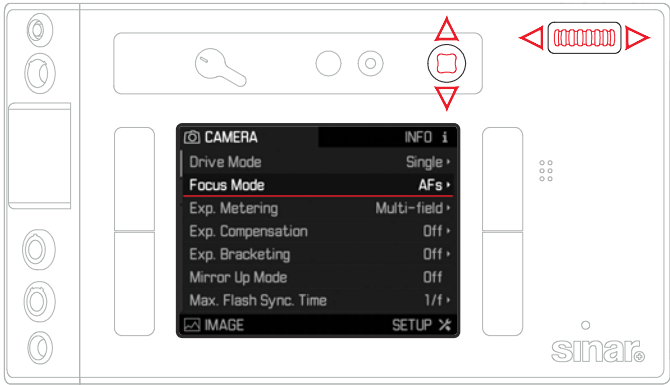 CAMERA INFO i
Drive Mode Single
Focus Mode AFs
Exp. Metering Multi-field
Exp. Compensation Off
Exp. Bracketing Off
Mirror Up Mode Off
Max. Flash Sync. Time 1/f
IMAGE SETUP
sinar